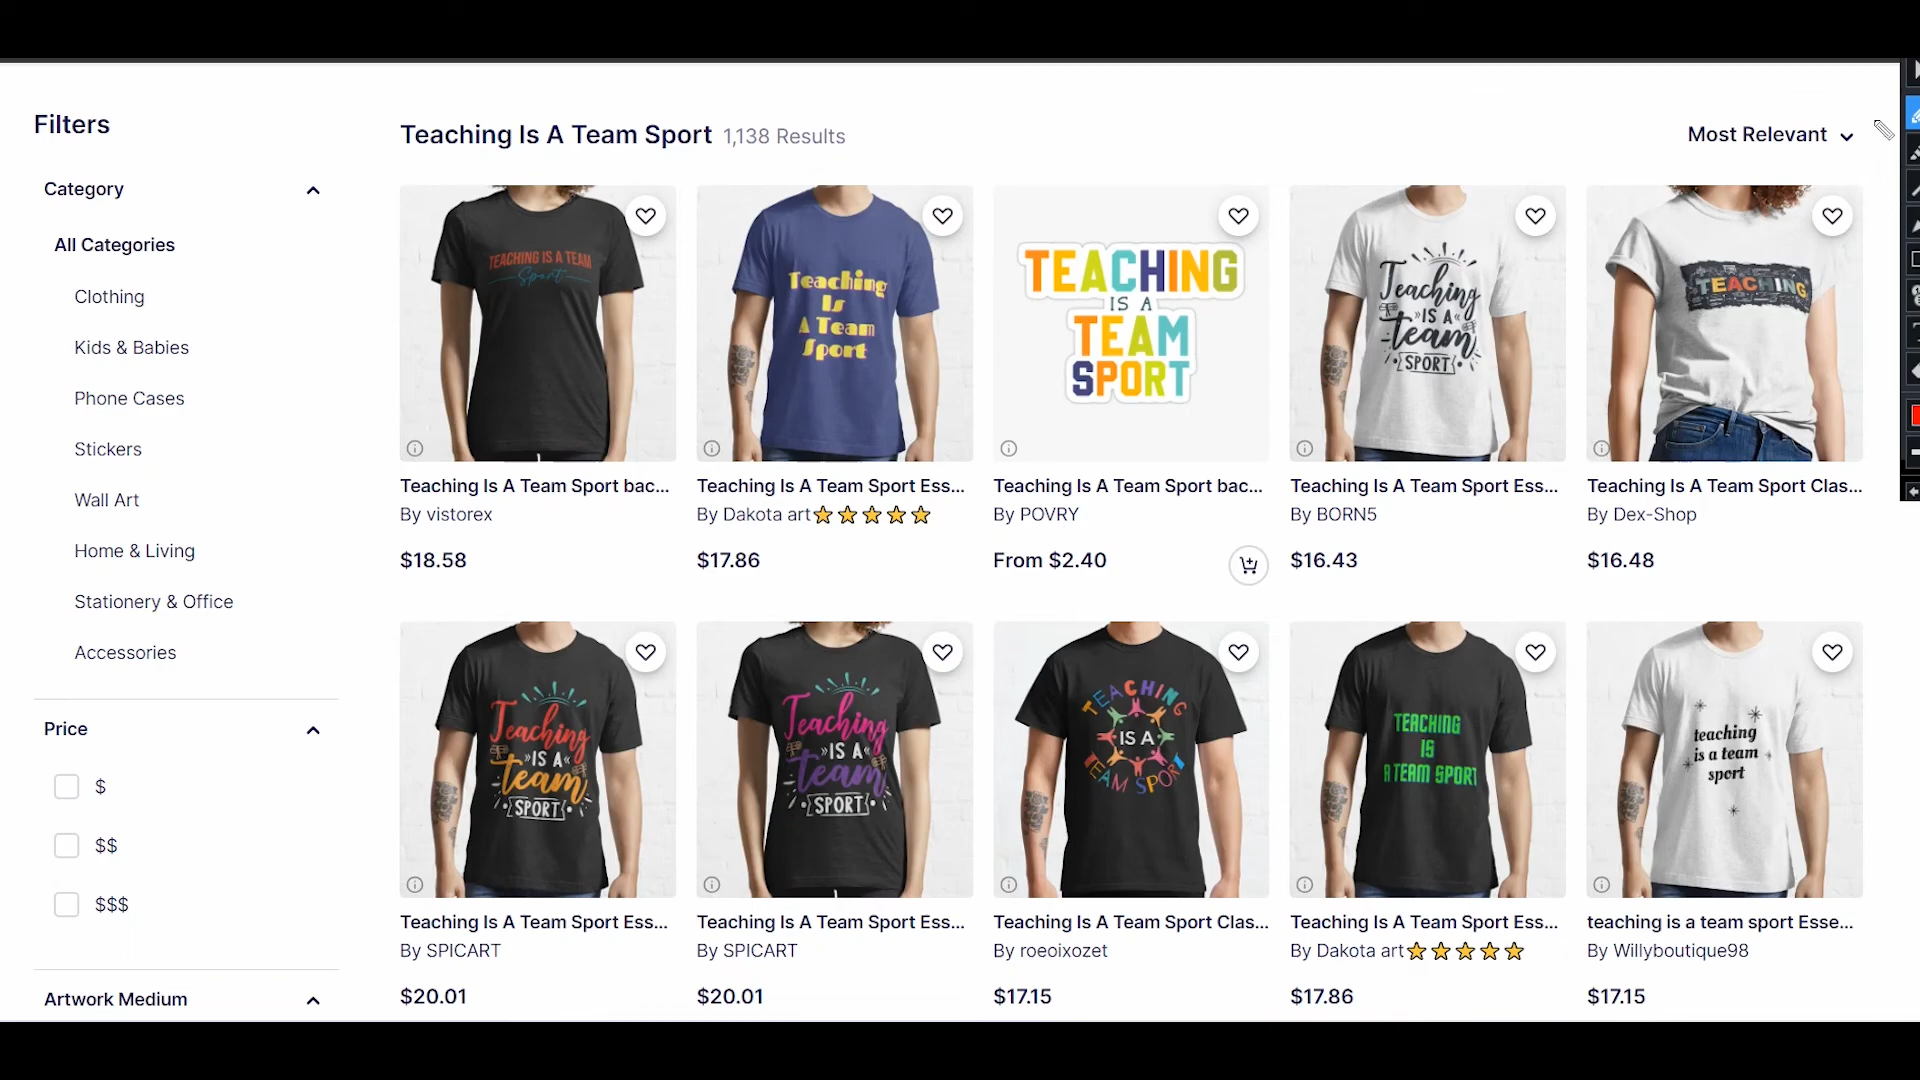 Filters
Category
All Categories
Clothing
Kids & Babies
Phone Cases
Stickers
Wall Art
Home & Living
Stationery & Office
Accessories
Price
$
$$
$$$
Artwork Medium
Teaching Is A Team Sport 1,138 Results
Most Relevant
TEACHING IS A TEAM
Sport
Teaching Is A Team Sport bac...
By vistorex
$18.58
Teaching
Is
A Team
Sport
Teaching Is A Team Sport Ess...
By Dakota art⭐⭐⭐⭐⭐
$17.86
TEACHING
IS A
TEAM
SPORT
Teaching Is A Team Sport bac...
By POVRY
From $2.40
Teaching
»IS A«
team
SPORT
Teaching Is A Team Sport Ess...
By BORN5
$16.43
TEACHING
Teaching Is A Team Sport Clas...
By Dex-Shop
$16.48
Teaching
»IS A«
team
SPORT
Teaching Is A Team Sport Ess...
By SPICART
$20.01
Teaching
»IS A«
team
SPORT
Teaching Is A Team Sport Ess...
By SPICART
$20.01
TEACHING
IS A
TEAM SPORT
Teaching Is A Team Sport Clas...
By roeoixozet
$17.15
TEACHING
IS
A TEAM SPORT
Teaching Is A Team Sport Ess...
By Dakota art⭐⭐⭐⭐⭐
$17.86
teaching
is a team
sport
teaching is a team sport Esse...
By Willyboutique98
$17.15